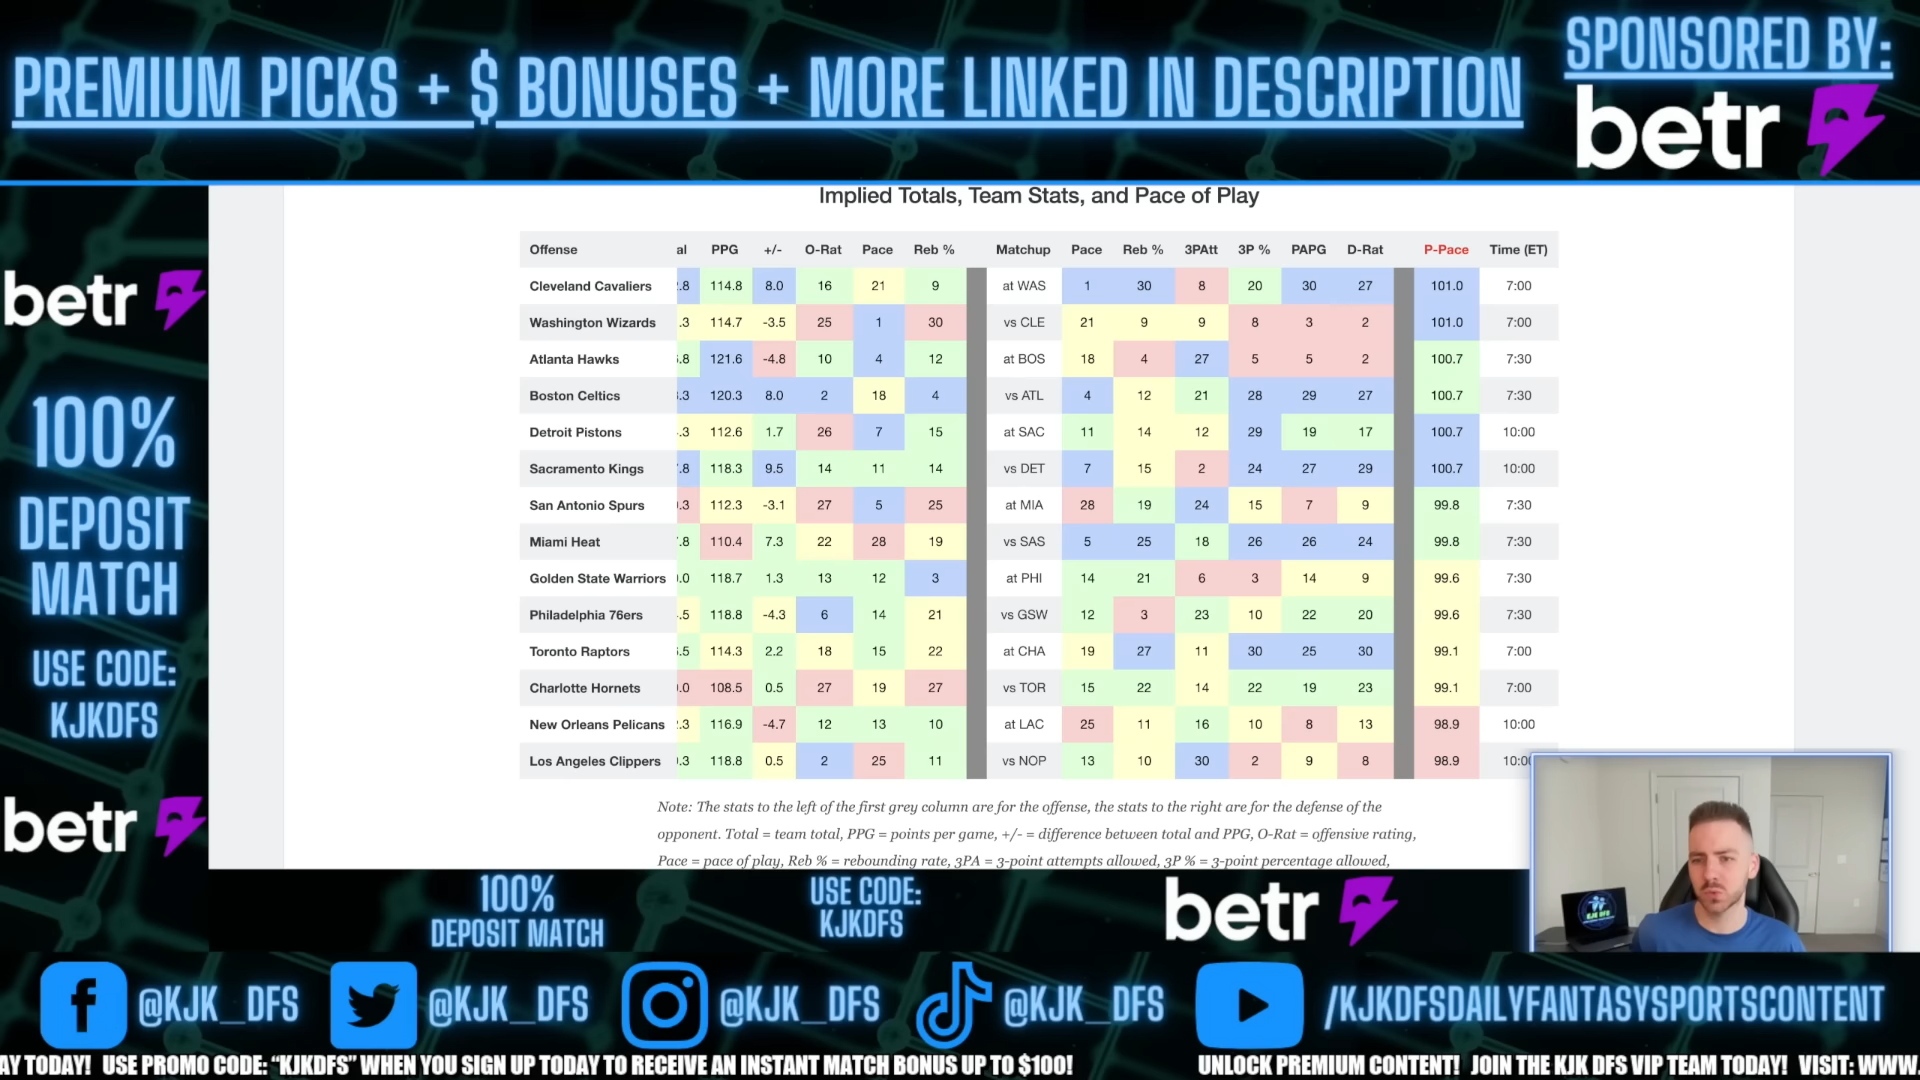 PREMIUM PICKS + $ BONUSES + MORE LINKED IN DESCRIPTION
SPONSORED BY:
betr
betr
100%
DEPOSIT
MATCH
USE CODE:
KJKDFS
betr
Implied Totals, Team Stats, and Pace of Play
Offense al PPG +/- O-Rat Pace Reb % Matchup Pace Reb % 3PAtt 3P % PAPG D-Rat P-Pace Time (ET)
Cleveland Cavaliers .8 114.8 8.0 16 21 9 at WAS 1 30 8 20 30 27 101.0 7:00
Washington Wizards .3 114.7 -3.5 25 1 30 vs CLE 21 9 9 8 3 2 101.0 7:00
Atlanta Hawks .8 121.6 -4.8 10 4 12 at BOS 18 4 27 5 5 2 100.7 7:30
Boston Celtics .3 120.3 8.0 2 18 4 vs ATL 4 12 21 28 29 27 100.7 7:30
Detroit Pistons .3 112.6 1.7 26 7 15 at SAC 11 14 12 29 19 17 100.7 10:00
Sacramento Kings .8 118.3 9.5 14 11 14 vs DET 7 15 2 24 27 29 100.7 10:00
San Antonio Spurs .3 112.3 -3.1 27 5 25 at MIA 28 19 24 15 7 9 99.8 7:30
Miami Heat .8 110.4 7.3 22 28 19 vs SAS 5 25 18 26 26 24 99.8 7:30
Golden State Warriors .0 118.7 1.3 13 12 3 at PHI 14 21 6 3 14 9 99.6 7:30
Philadelphia 76ers .5 118.8 -4.3 6 14 21 vs GSW 12 3 23 10 22 20 99.6 7:30
Toronto Raptors .5 114.3 2.2 18 15 22 at CHA 19 27 11 30 25 30 99.1 7:00
Charlotte Hornets .0 108.5 0.5 27 19 27 vs TOR 15 22 14 22 19 23 99.1 7:00
New Orleans Pelicans .3 116.9 -4.7 12 13 10 at LAC 25 11 16 10 8 13 98.9 10:00
Los Angeles Clippers .3 118.8 0.5 2 25 11 vs NOP 13 10 30 2 9 8 98.9 10:00
Note: The stats to the left of the first grey column are for the offense, the stats to the right are for the defense of the
opponent. Total = team total, PPG = points per game, +/- = difference between total and PPG, O-Rat = offensive rating,
Pace = pace of play, Reb % = rebounding rate, 3PA = 3-point attempts allowed, 3P % = 3-point percentage allowed,
100%
DEPOSIT MATCH
USE CODE:
KJKDFS
betr
KJK DFS
@KJK_DFS
@KJK_DFS
@KJK_DFS
@KJK_DFS
/KJKDFSDAILYFANTASYSPORTSCONTENT
AY TODAY! USE PROMO CODE: “KJKDFS” WHEN YOU SIGN UP TODAY TO RECEIVE AN INSTANT MATCH BONUS UP TO $100! UNLOCK PREMIUM CONTENT! JOIN THE KJK DFS VIP TEAM TODAY! VISIT: WWW.